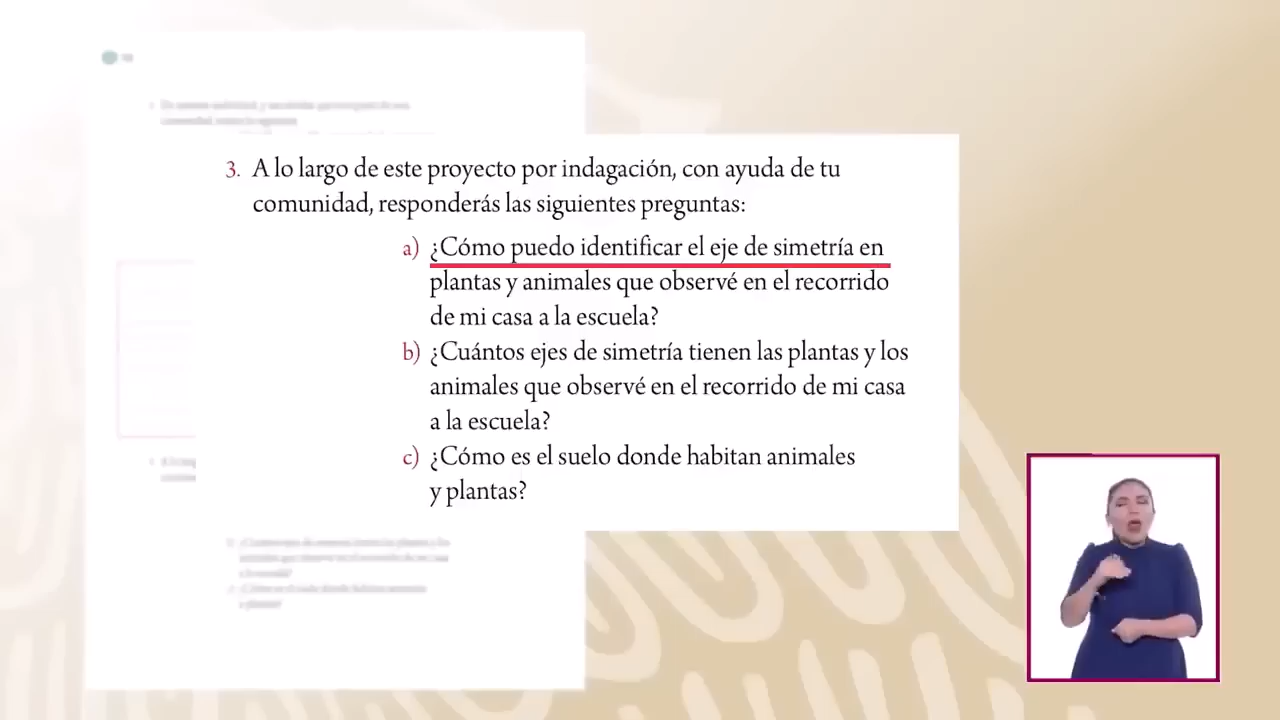 3. A lo largo de este proyecto por indagación, con ayuda de tu
comunidad, responderás las siguientes preguntas:
a) ¿Cómo puedo identificar el eje de simetría en
plantas y animales que observé en el recorrido
de mi casa a la escuela?
b) ¿Cuántos ejes de simetría tienen las plantas y los
animales que observé en el recorrido de mi casa
a la escuela?
c) ¿Cómo es el suelo donde habitan animales
y plantas?